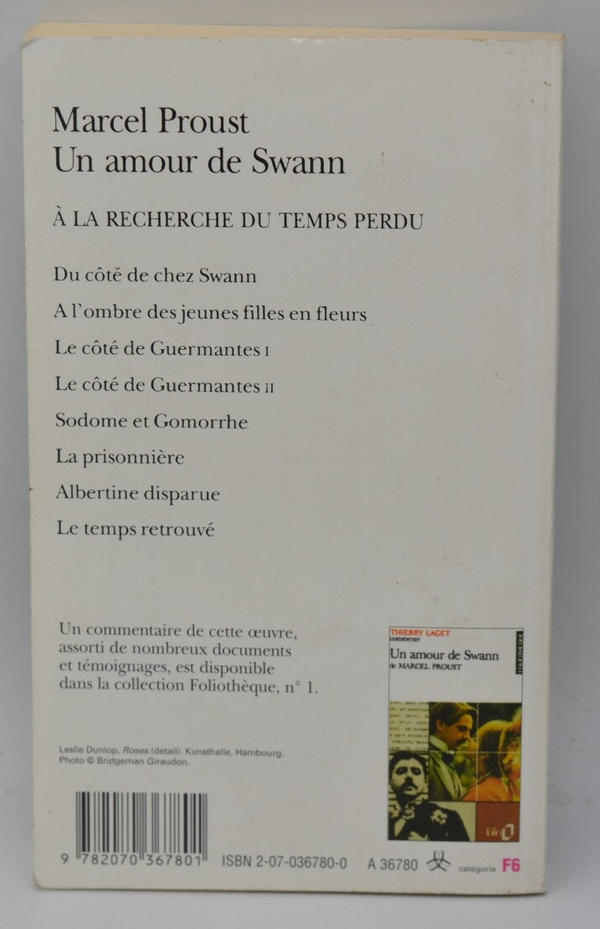 Marcel Proust
Un amour de Swann
À LA RECHERCHE DU TEMPS PERDU
Du côté de chez Swann
A l'ombre des jeunes filles en fleurs
Le côté de Guermantes I
Le côté de Guermantes II
Sodome et Gomorrhe
La prisonnière
Albertine disparue
Le temps retrouvé
Un commentaire de cette œuvre,
assorti de nombreux documents
et témoignages, est disponible
dans la collection Foliothèque, n° 1.
THIERRY LAGET
commente
Un amour de Swann
de MARCEL PROUST
Leslie Dunlop, Roses (détail). Kunsthalle, Hambourg.
Photo © Bridgeman Giraudon.
9 782070 367801
ISBN 2-07-036780-0 A 36780 catégorie F6